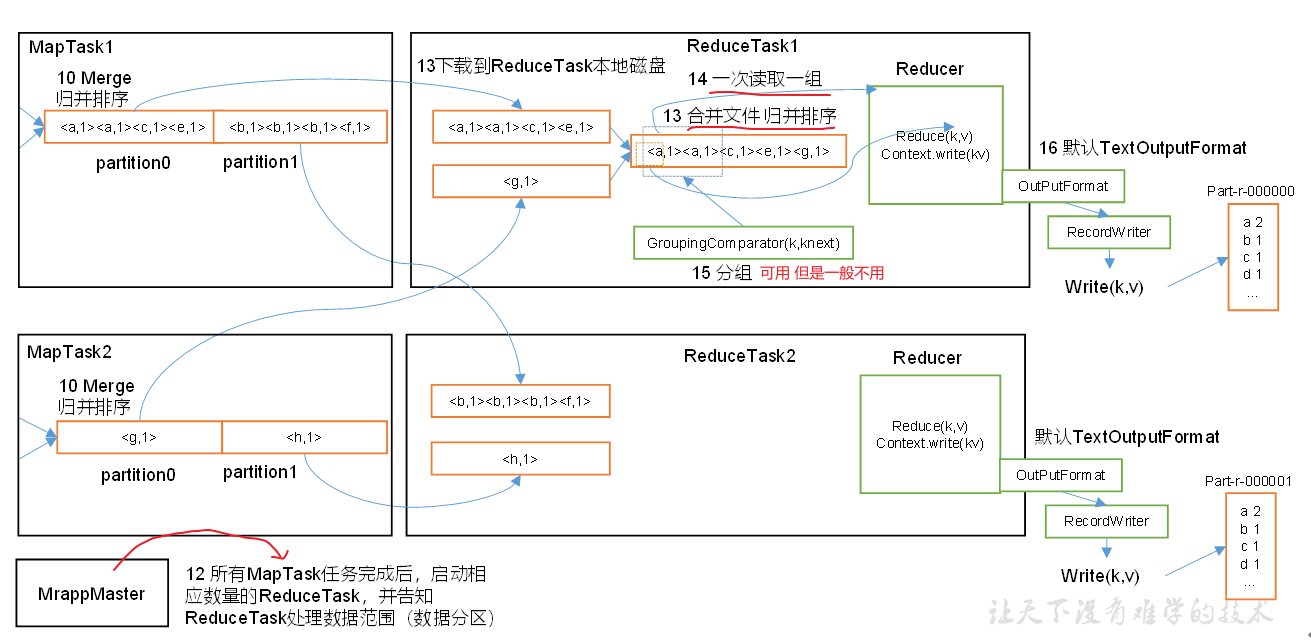 MapTask1
10 Merge
归并排序
<a,1><a,1><c,1><e,1>
<b,1><b,1><b,1><f,1>
partition0
partition1
ReduceTask1
13下载到ReduceTask本地磁盘
14 一次读取一组
Reducer
13 合并文件 归并排序
<a,1><a,1><c,1><e,1>
<a,1><a,1><c,1><e,1><g,1>
<g,1>
Reduce(k,v)
Context.write(kv)
GroupingComparator(k,knext)
15 分组 可用 但是一般不用
16 默认TextOutputFormat
OutPutFormat
RecordWriter
Write(k,v)
Part-r-000000
a 2
b 1
c 1
d 1
...
MapTask2
10 Merge
归并排序
<g,1>
<h,1>
partition0
partition1
ReduceTask2
Reducer
<b,1><b,1><b,1><f,1>
<h,1>
Reduce(k,v)
Context.write(kv)
默认TextOutputFormat
OutPutFormat
RecordWriter
Write(k,v)
Part-r-000001
a 2
b 1
c 1
d 1
...
MrappMaster
12 所有MapTask任务完成后，启动相
应数量的ReduceTask，并告知
ReduceTask处理数据范围（数据分区）
让天下没有难学的技术